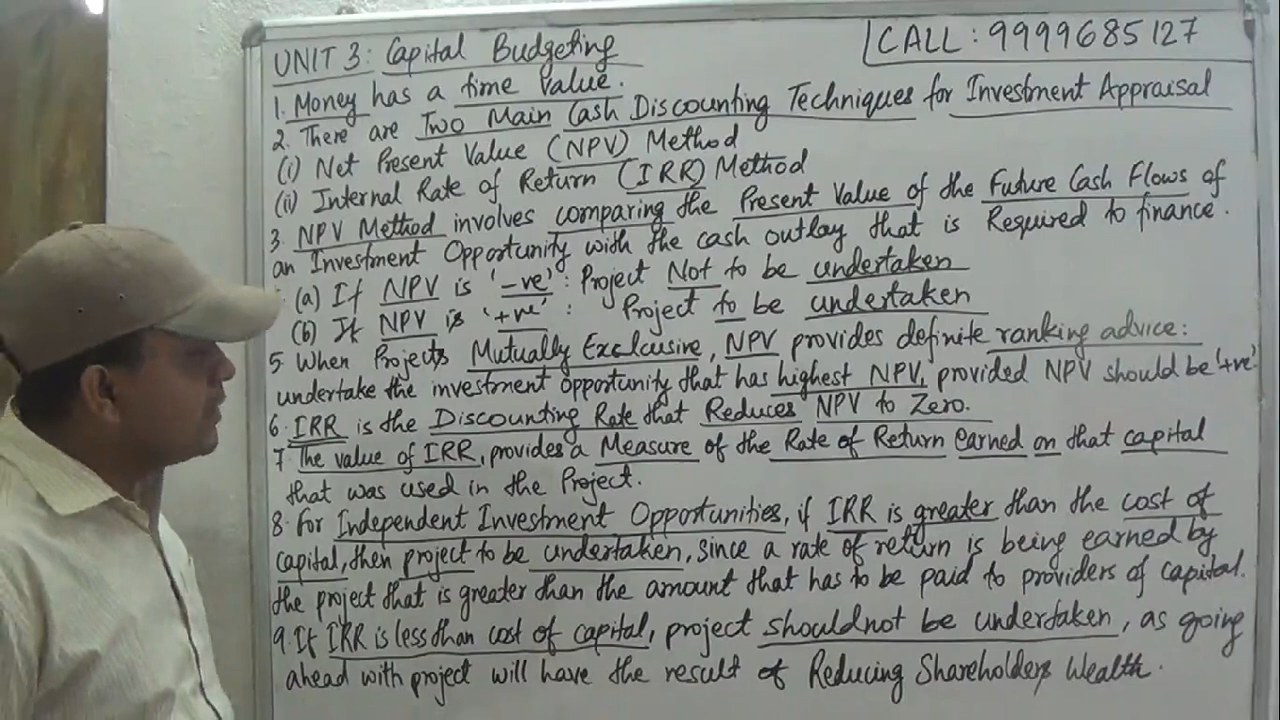 UNIT 3: Capital Budgeting
CALL: 9999685127
1. Money has a time value.
2. There are Two Main Cash Discounting Techniques for Investment Appraisal
(i) Net Present Value (NPV) Method
(ii) Internal Rate of Return (IRR) Method
3. NPV Method involves comparing the Present Value of the Future Cash Flows of
an Investment Opportunity with the cash outlay that is Required to finance.
(a) If NPV is '-ve': Project Not to be undertaken
(b) If NPV is '+ve': Project to be undertaken
5. When Projects Mutually Exclusive, NPV provides definite ranking advice:
undertake the investment opportunity that has highest NPV, provided NPV should be '+ve'.
6. IRR is the Discounting Rate that Reduces NPV to Zero.
7. The value of IRR, provides a Measure of the Rate of Return earned on that capital
that was used in the Project.
8. For Independent Investment Opportunities, if IRR is greater than the cost of
capital, then project to be undertaken, since a rate of return is being earned by
the project that is greater than the amount that has to be paid to providers of capital.
9. If IRR is less than cost of capital, project should not be undertaken, as going
ahead with project will have the result of Reducing Shareholders Wealth.